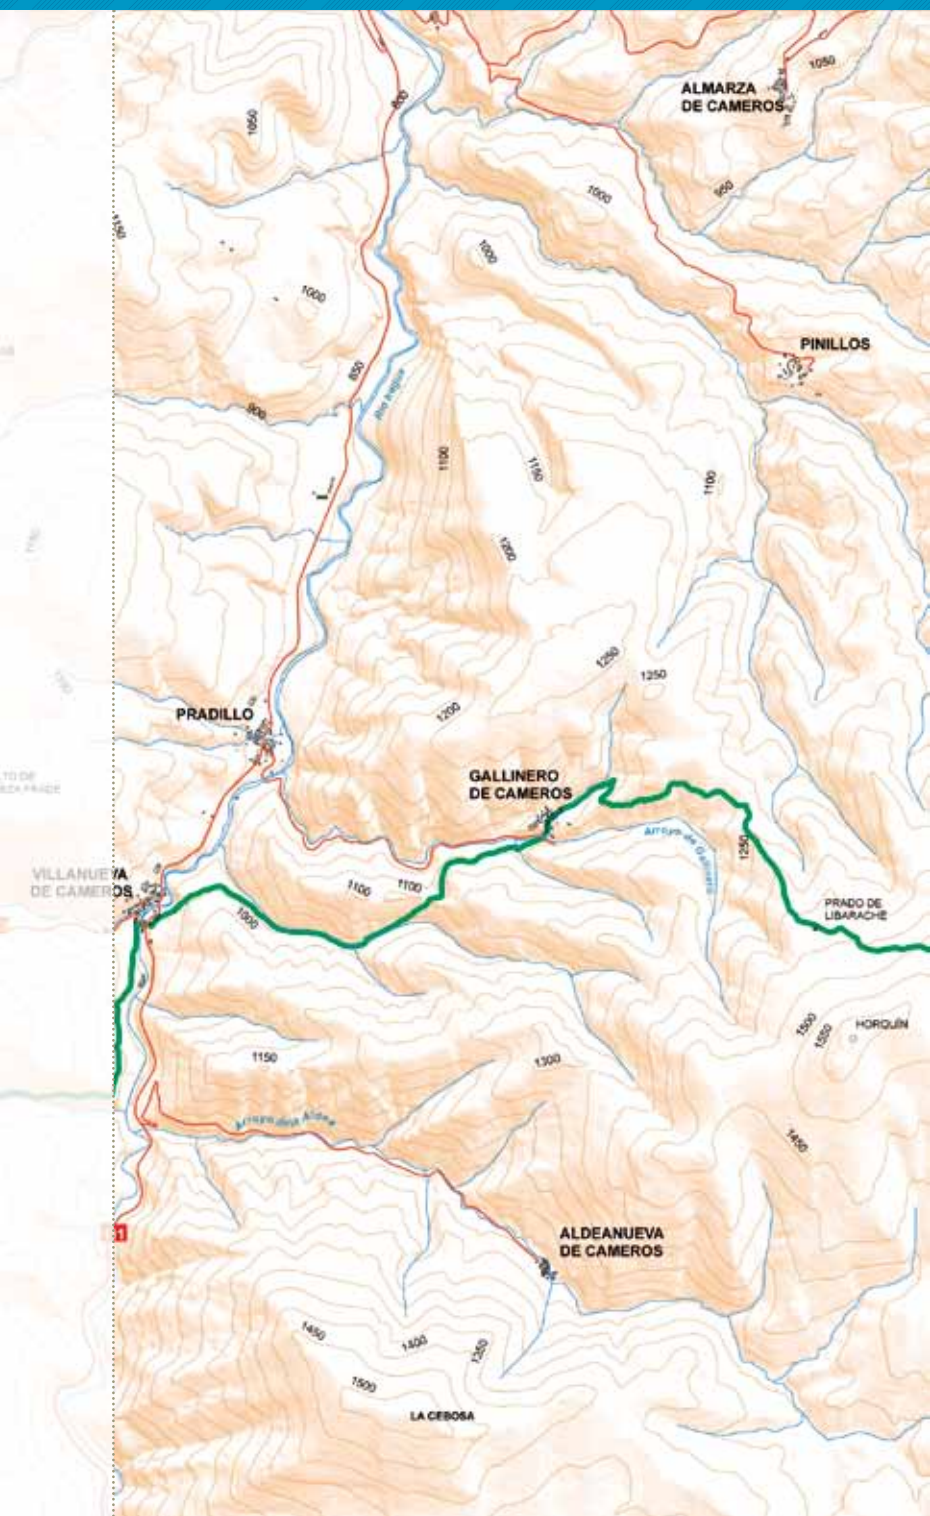 1050
ALMARZA
DE CAMEROS
800
1050
950
1000
1150
1000
1000
PINILLOS
850
Río Iregua
900
1100
1150
1100
1200
1250
1250
PRADILLO
1200
GALLINERO
DE CAMEROS
Arroyo de Gallinero
1250
VILLANUEVA
DE CAMEROS
1100
1100
PRADO DE
LIBARACHE
1000
1500
1550
HORQUÍN
1150
1300
Arroyo de la Aldea
1450
1
ALDEANUEVA
DE CAMEROS
1450
1400
1350
1500
LA CEBOSA